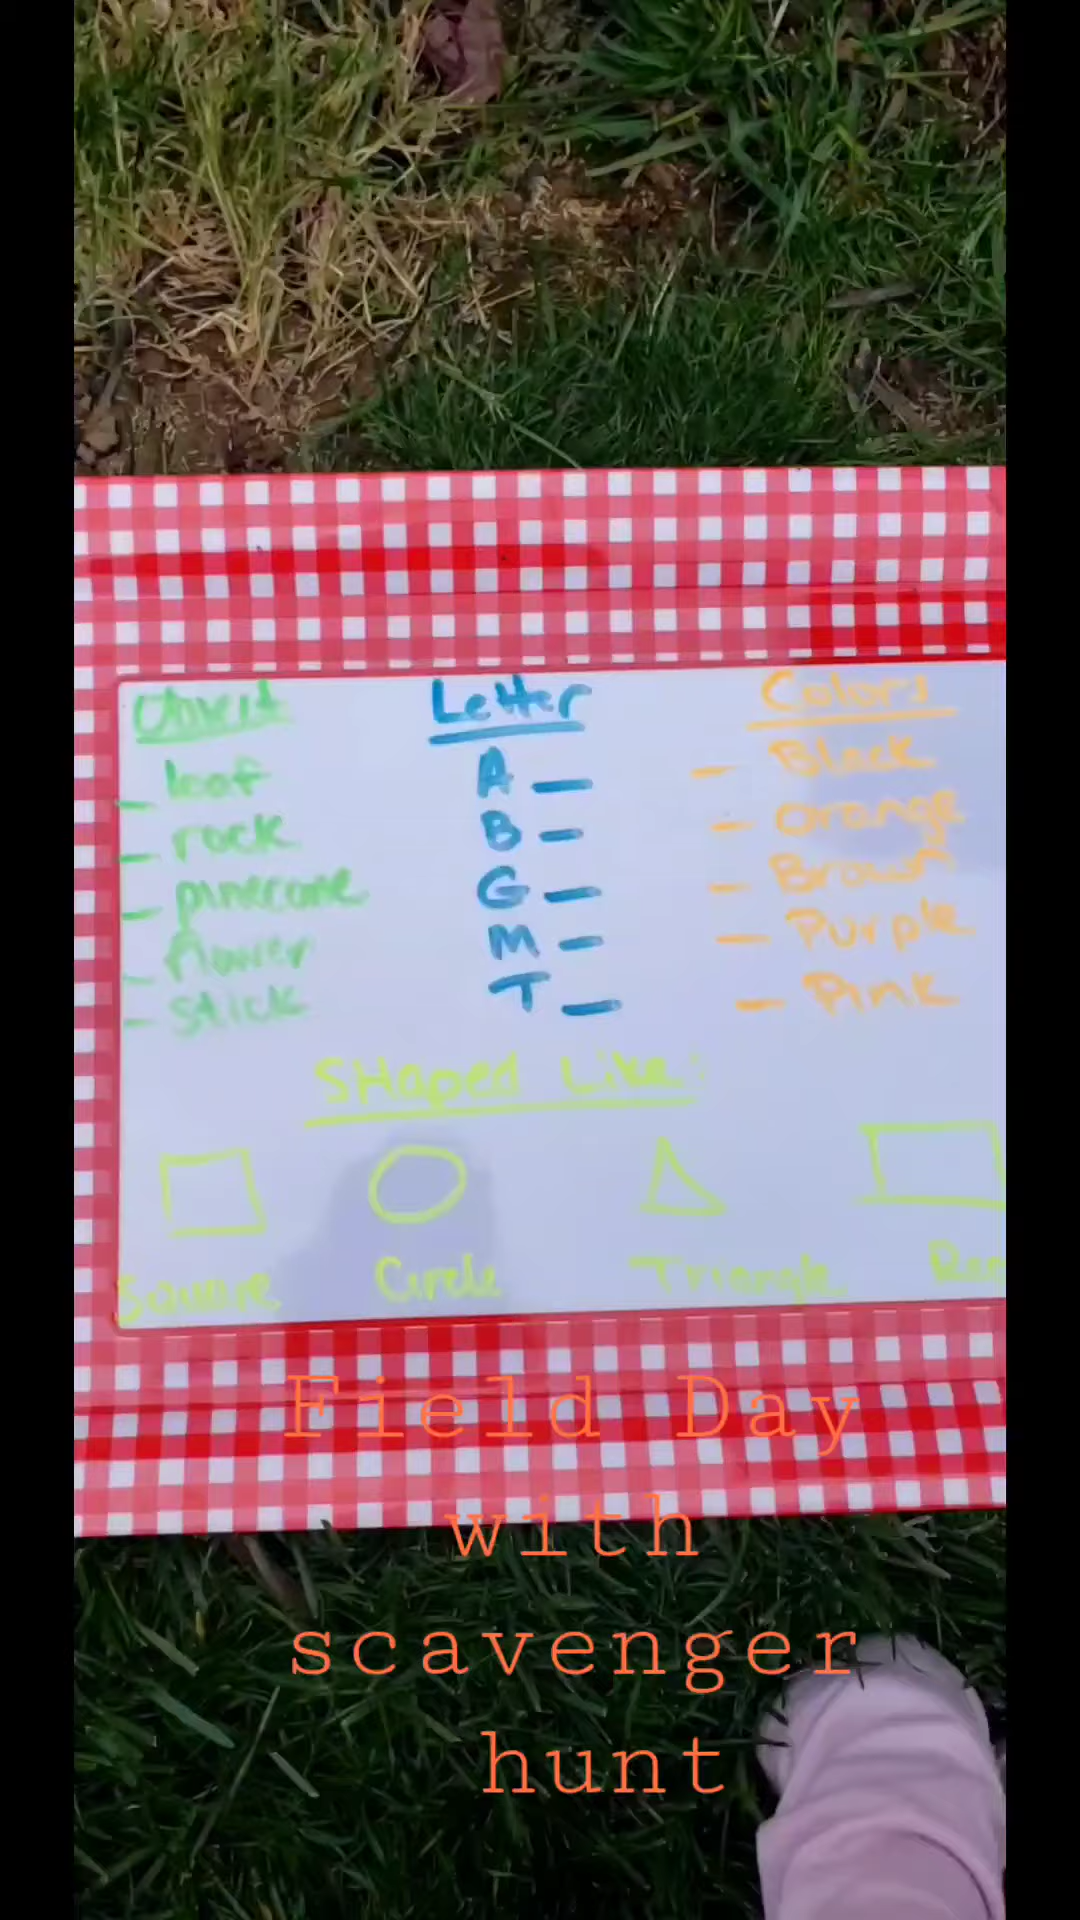 Object
leaf
rock
pinecone
flower
stick
Letter
A
B
G
M
T
Colors
Black
Orange
Brown
Purple
Pink
SHaped Like:
Square
Circle
Triangle
Field Day
with
scavenger
hunt